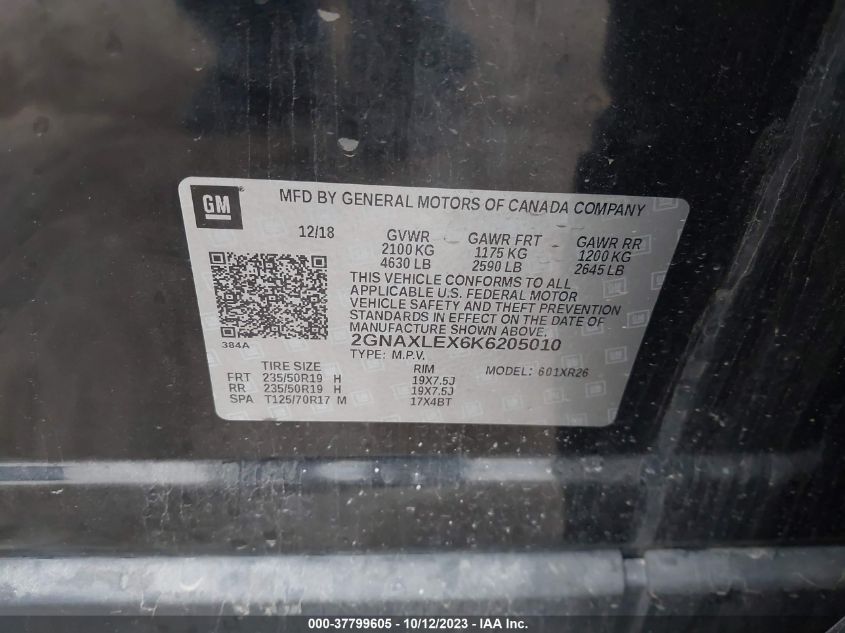 GM
MFD BY GENERAL MOTORS OF CANADA COMPANY
12/18 GVWR GAWR FRT GAWR RR
2100 KG 1175 KG 1200 KG
4630 LB 2590 LB 2645 LB
THIS VEHICLE CONFORMS TO ALL
APPLICABLE U.S. FEDERAL MOTOR
VEHICLE SAFETY AND THEFT PREVENTION
STANDARDS IN EFFECT ON THE DATE OF
MANUFACTURE SHOWN ABOVE.
384A
2GNAXLEX6K6205010
TYPE: M.P.V. MODEL: 601XR26
TIRE SIZE RIM
FRT 235/50R19 H 19X7.5J
RR 235/50R19 H 19X7.5J
SPA T125/70R17 M 17X4BT
000-37799605 - 10/12/2023 - IAA Inc.